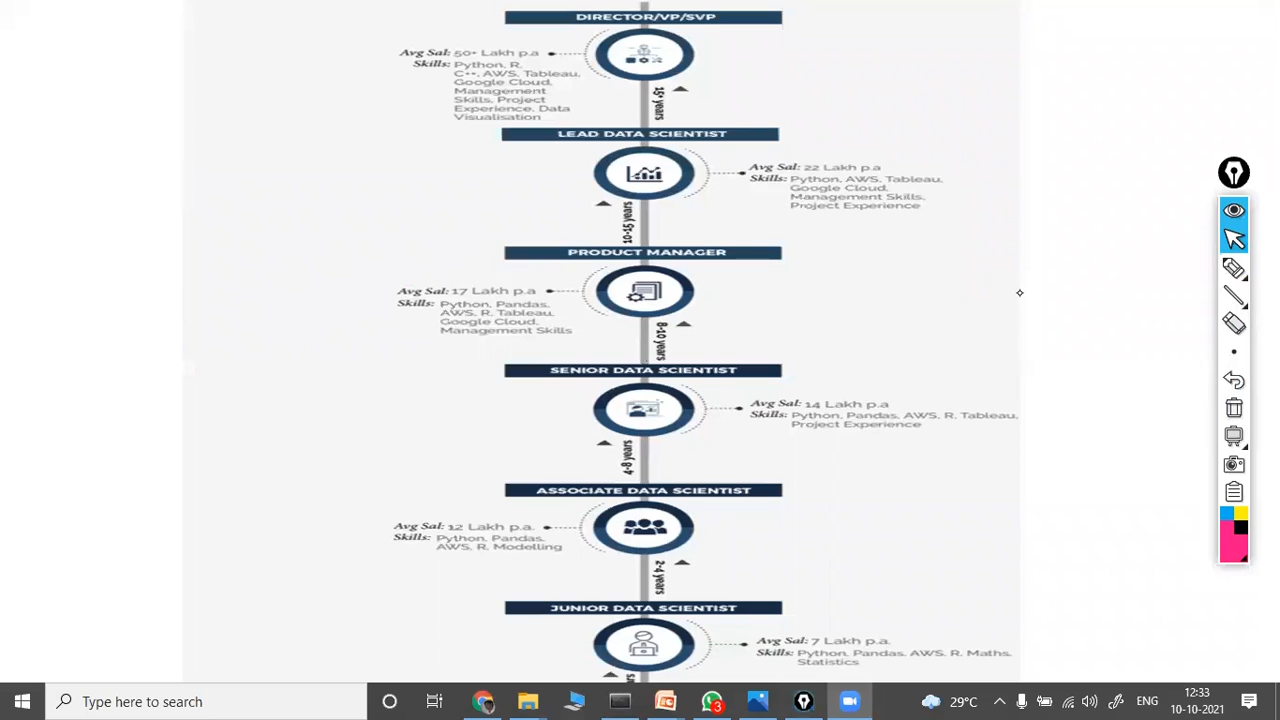 DIRECTOR/VP/SVP
Avg Sal: 50+ Lakh p.a
Skills: Python, R,
C++, AWS, Tableau,
Google Cloud,
Management
Skills, Project
Experience, Data
Visualisation
15+ years
LEAD DATA SCIENTIST
Avg Sal: 22 Lakh p.a
Skills: Python, AWS, Tableau,
Google Cloud,
Management Skills,
Project Experience
10-15 years
PRODUCT MANAGER
Avg Sal: 17 Lakh p.a
Skills: Python, Pandas,
AWS, R, Tableau,
Google Cloud,
Management Skills
8-10 years
SENIOR DATA SCIENTIST
Avg Sal: 14 Lakh p.a
Skills: Python, Pandas, AWS, R, Tableau,
Project Experience
4-8 years
ASSOCIATE DATA SCIENTIST
Avg Sal: 12 Lakh p.a.
Skills: Python, Pandas,
AWS, R, Modelling
2-4 years
JUNIOR DATA SCIENTIST
Avg Sal: 7 Lakh p.a.
Skills: Python, Pandas, AWS, R, Maths,
Statistics
Type here to search
3
29°C
ENG
12:33
10-10-2021